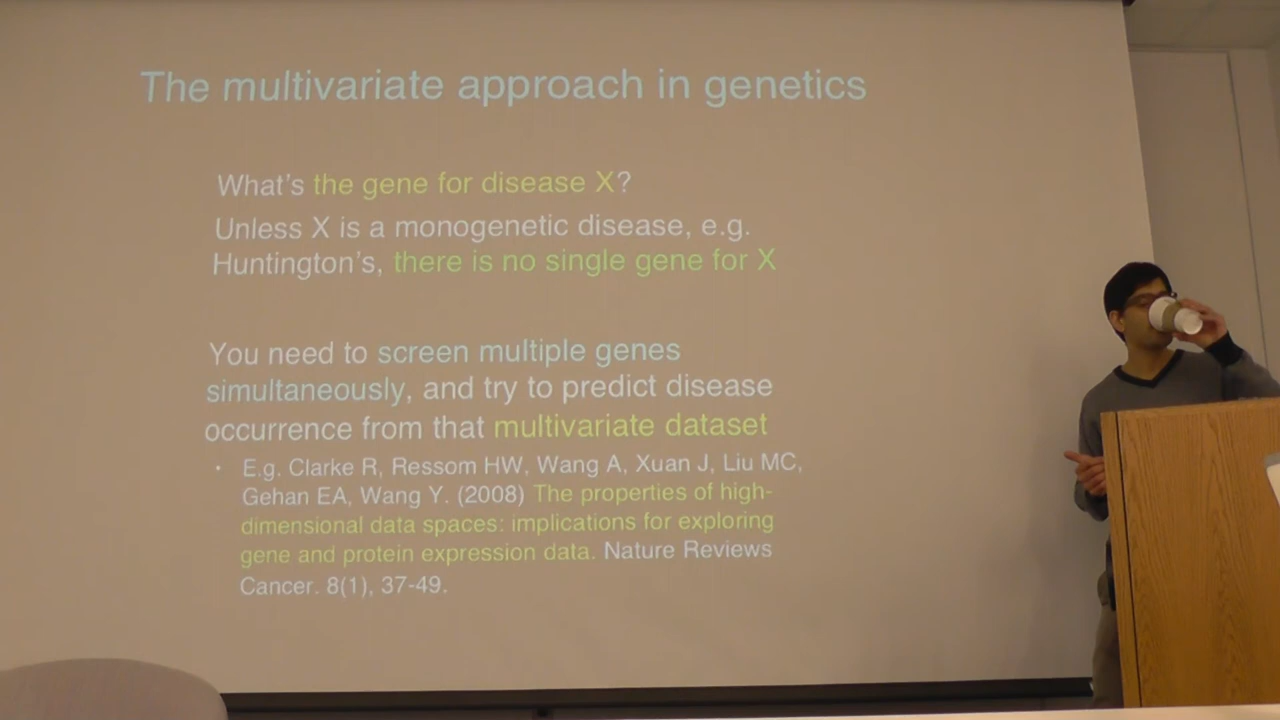 The multivariate approach in genetics
What's the gene for disease X?
Unless X is a monogenetic disease, e.g.
Huntington's, there is no single gene for X
You need to screen multiple genes
simultaneously, and try to predict disease
occurrence from that multivariate dataset
• E.g. Clarke R, Ressom HW, Wang A, Xuan J, Liu MC,
Gehan EA, Wang Y. (2008) The properties of high-
dimensional data spaces: implications for exploring
gene and protein expression data. Nature Reviews
Cancer. 8(1), 37-49.